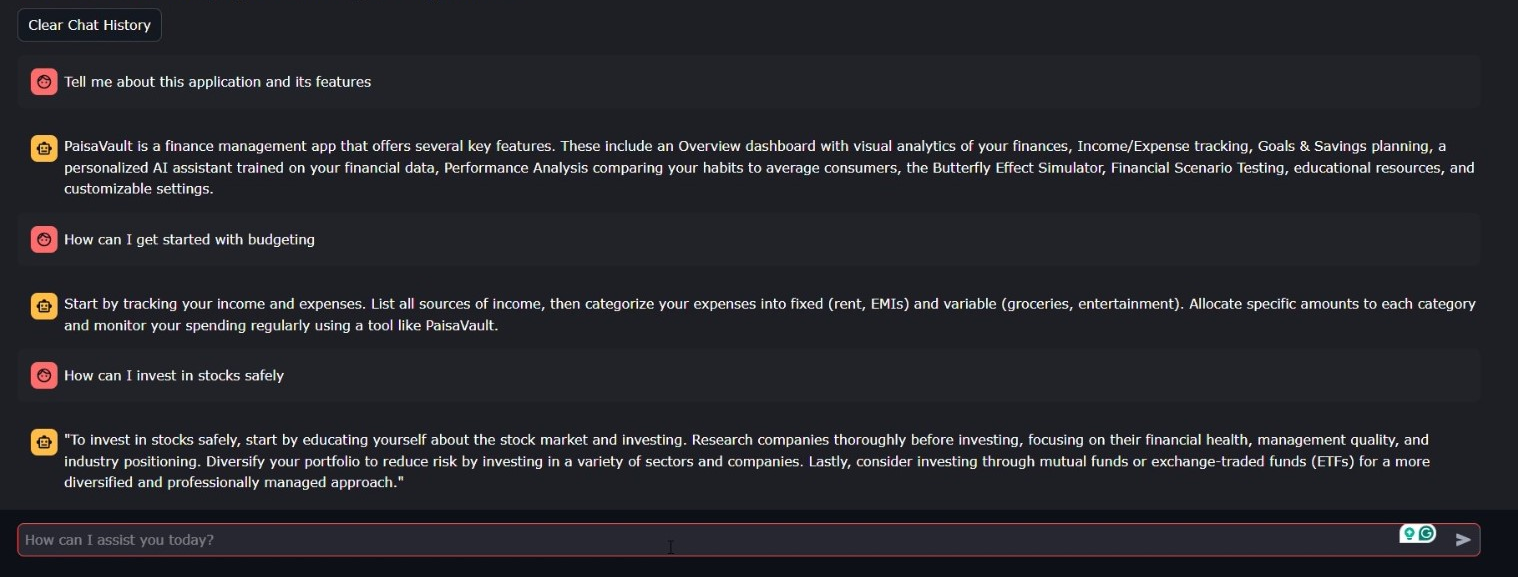 Clear Chat History
Tell me about this application and its features
PaisaVault is a finance management app that offers several key features. These include an Overview dashboard with visual analytics of your finances, Income/Expense tracking, Goals & Savings planning, a
personalized AI assistant trained on your financial data, Performance Analysis comparing your habits to average consumers, the Butterfly Effect Simulator, Financial Scenario Testing, educational resources, and
customizable settings.
How can I get started with budgeting
Start by tracking your income and expenses. List all sources of income, then categorize your expenses into fixed (rent, EMIs) and variable (groceries, entertainment). Allocate specific amounts to each category
and monitor your spending regularly using a tool like PaisaVault.
How can I invest in stocks safely
"To invest in stocks safely, start by educating yourself about the stock market and investing. Research companies thoroughly before investing, focusing on their financial health, management quality, and
industry positioning. Diversify your portfolio to reduce risk by investing in a variety of sectors and companies. Lastly, consider investing through mutual funds or exchange-traded funds (ETFs) for a more
diversified and professionally managed approach."
How can I assist you today?